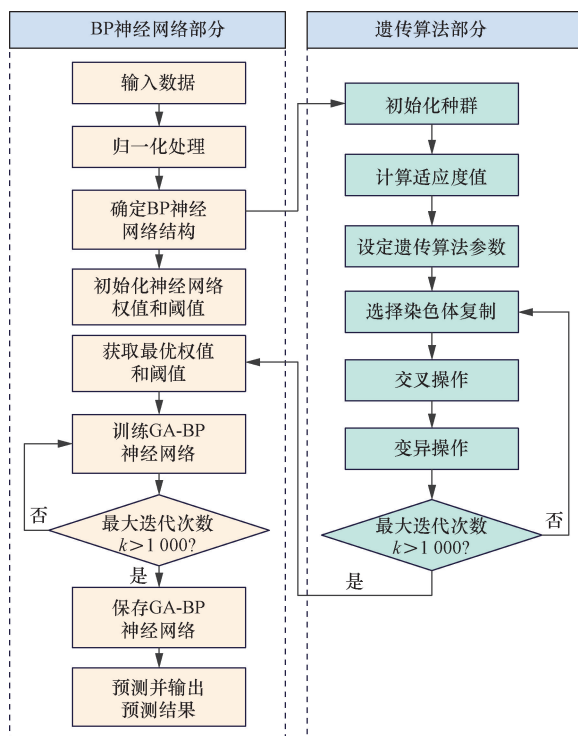 BP神经网络部分
输入数据
归一化处理
确定BP神经
网络结构
初始化神经网络
权值和阈值
获取最优权值
和阈值
训练GA-BP
神经网络
最大迭代次数
k>1 000?
否
是
保存GA-BP
神经网络
预测并输出
预测结果
遗传算法部分
初始化种群
计算适应度值
设定遗传算法参数
选择染色体复制
交叉操作
变异操作
最大迭代次数
k>1 000?
否
是